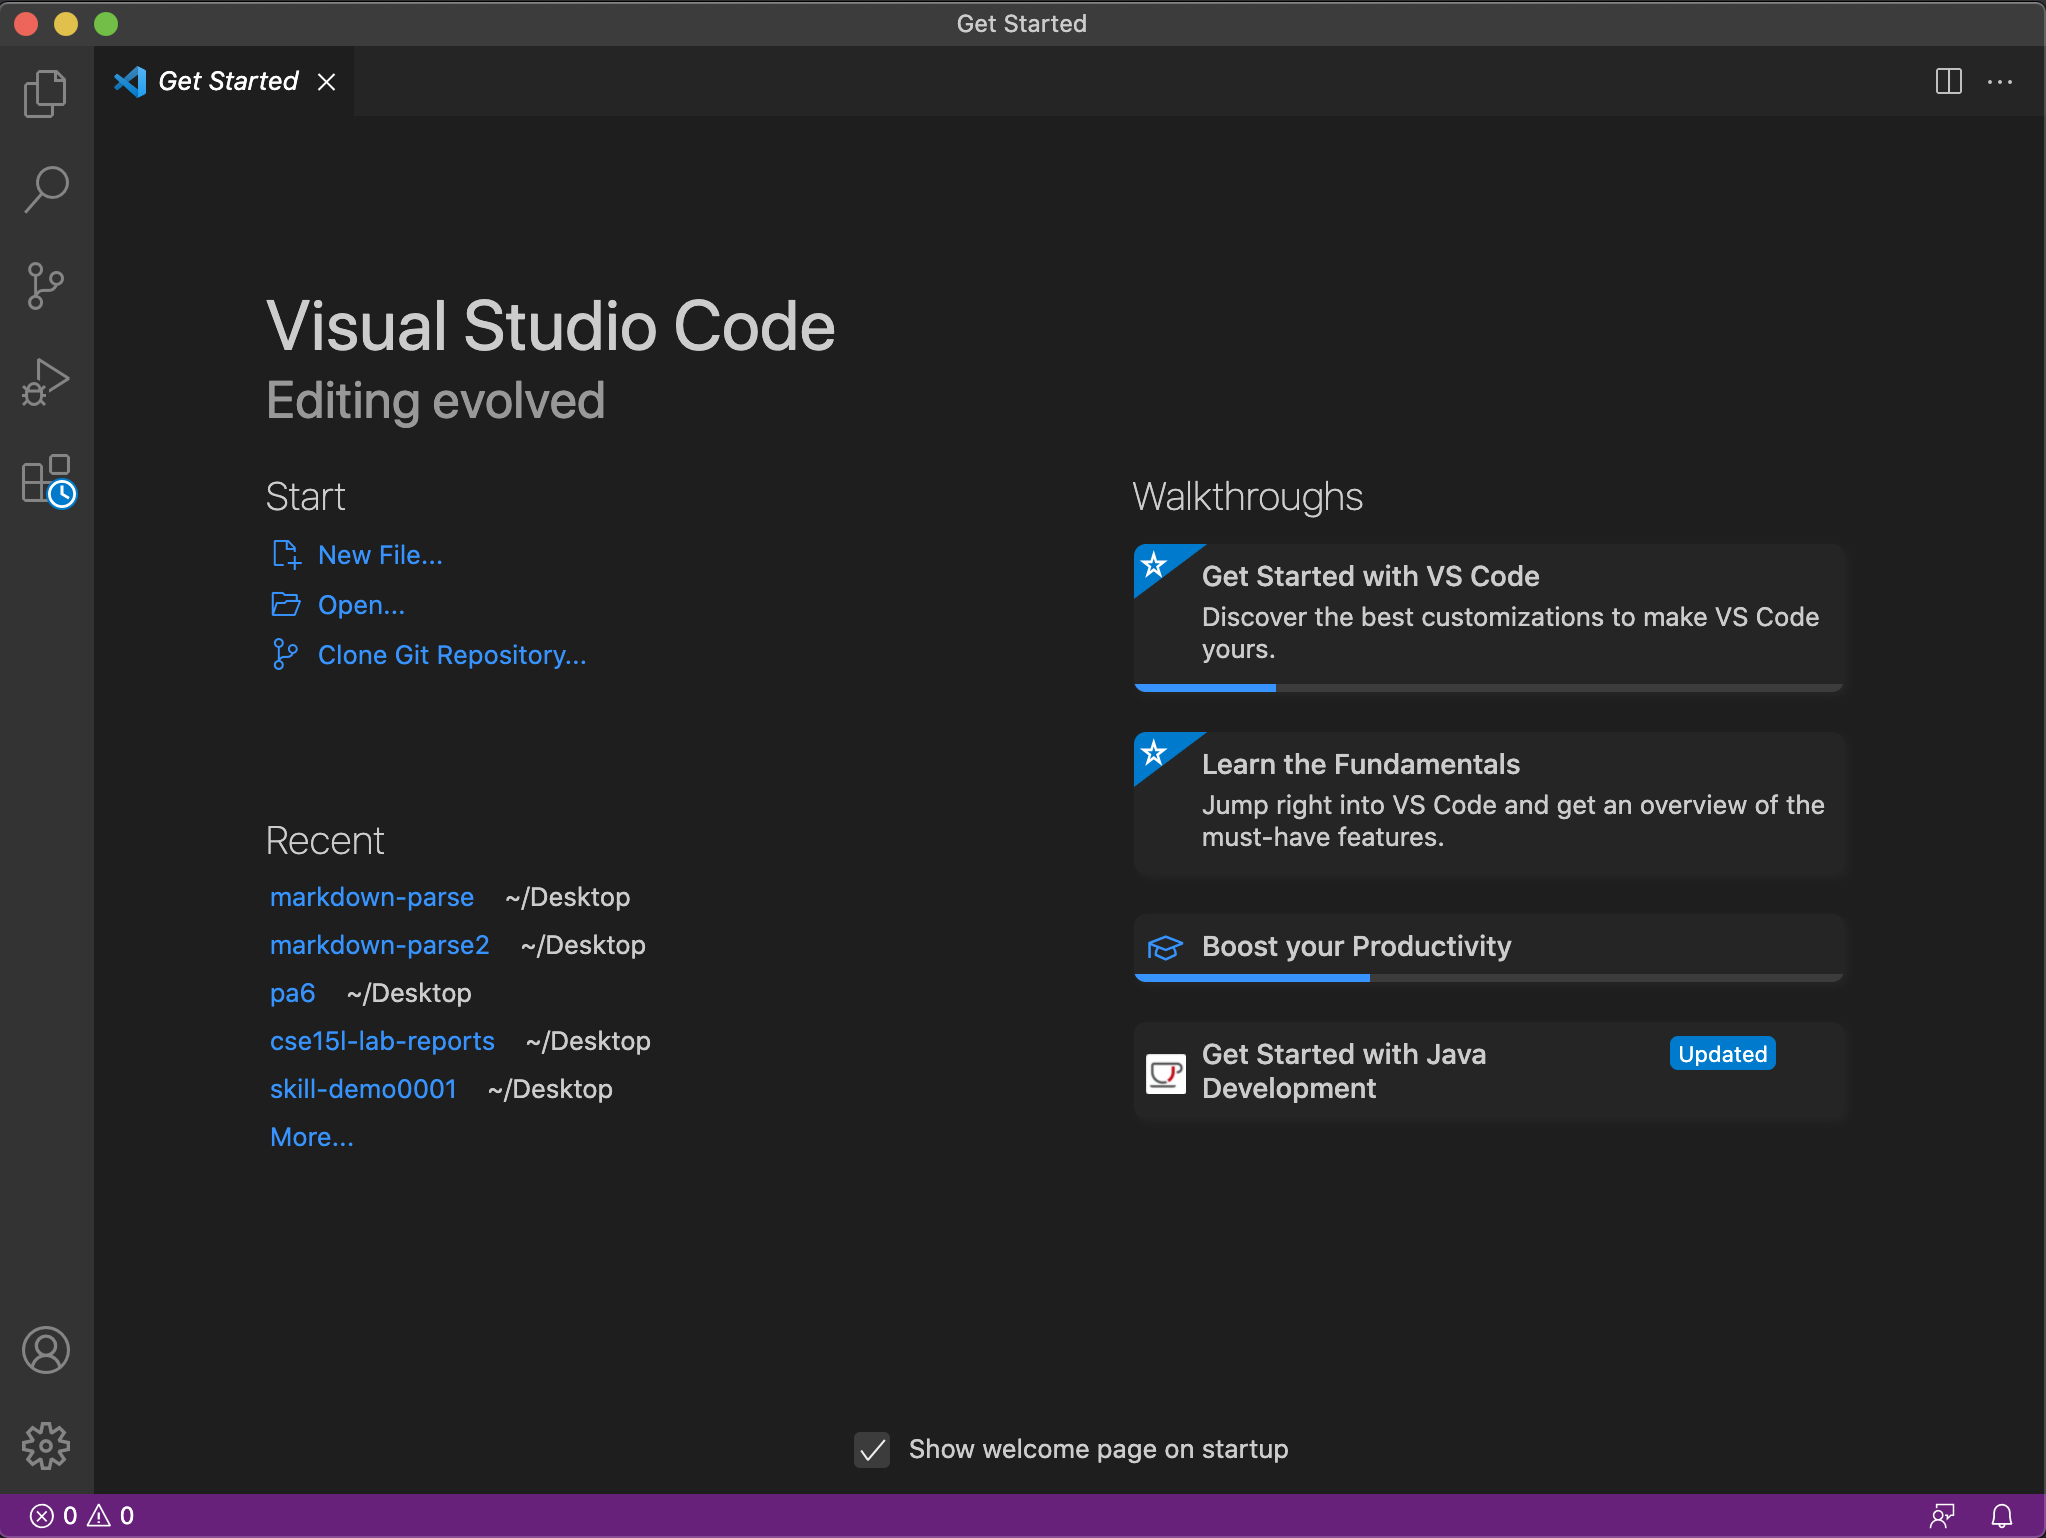 Get Started
Get Started
Visual Studio Code
Editing evolved
Start
New File...
Open...
Clone Git Repository...
Recent
markdown-parse ~/Desktop
markdown-parse2 ~/Desktop
pa6 ~/Desktop
cse15l-lab-reports ~/Desktop
skill-demo0001 ~/Desktop
More...
Walkthroughs
Get Started with VS Code
Discover the best customizations to make VS Code
yours.
Learn the Fundamentals
Jump right into VS Code and get an overview of the
must-have features.
Boost your Productivity
Get Started with Java
Development
Updated
Show welcome page on startup
0 0